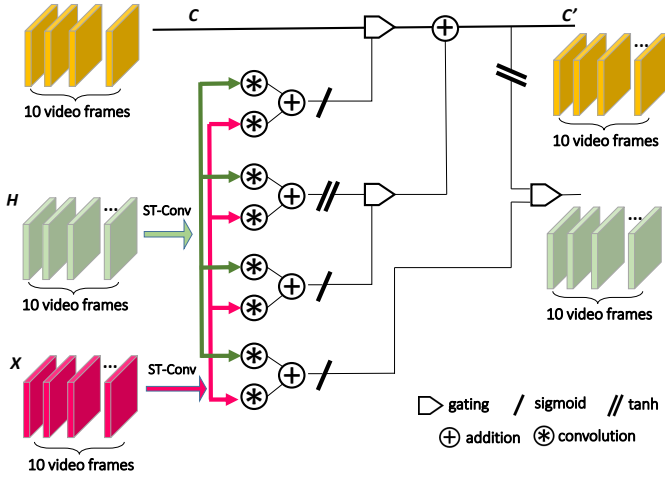 C
C'
10 video frames
...
10 video frames
H
...
ST-Conv
10 video frames
...
10 video frames
X
...
ST-Conv
10 video frames
gating
sigmoid
tanh
addition
convolution